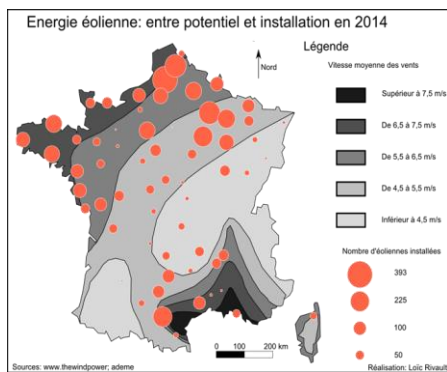 Energie éolienne: entre potentiel et installation en 2014
Légende
Nord
Vitesse moyenne des vents
Supérieur à 7,5 m/s
De 6,5 à 7,5 m/s
De 5,5 à 6,5 m/s
De 4,5 à 5,5 m/s
Inférieur à 4,5 m/s
Nombre d'éoliennes installées
393
225
100
50
0 100 200 km
Sources: www.thewindpower; ademe
Réalisation: Loïc Rivault